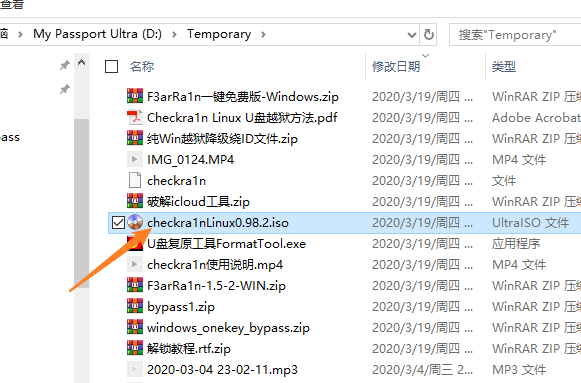 查看
脑 › My Passport Ultra (D:) › Temporary ›
搜索"Temporary"
名称 修改日期 类型
F3arRa1n一键免费版-Windows.zip 2020/3/19/周四 ... WinRAR ZIP 压缩
Checkra1n Linux U盘越狱方法.pdf 2020/3/19/周四 ... Adobe Acrobat
纯Win越狱降级绕ID文件.zip 2020/3/19/周四 ... WinRAR ZIP 压缩
IMG_0124.MP4 2020/3/19/周四 ... MP4 文件
pass
checkra1n 2020/3/19/周四 ... 文件
破解icloud工具.zip 2020/3/19/周四 ... WinRAR ZIP 压缩
checkra1nLinux0.98.2.iso 2020/3/19/周四 ... UltraISO 文件
U盘复原工具FormatTool.exe 2020/3/19/周四 ... 应用程序
checkra1n使用说明.mp4 2020/3/19/周四 ... MP4 文件
F3arRa1n-1.5-2-WIN.zip 2020/3/19/周四 ... WinRAR ZIP 压缩
bypass1.zip 2020/3/19/周四 ... WinRAR ZIP 压缩
windows_onekey_bypass.zip 2020/3/19/周四 ... WinRAR ZIP 压缩
解锁教程.rtf.zip 2020/3/19/周四 ... WinRAR ZIP 压缩
2020-03-04 23-02-11.mp3 2020/3/4/周三 2... MP3 文件